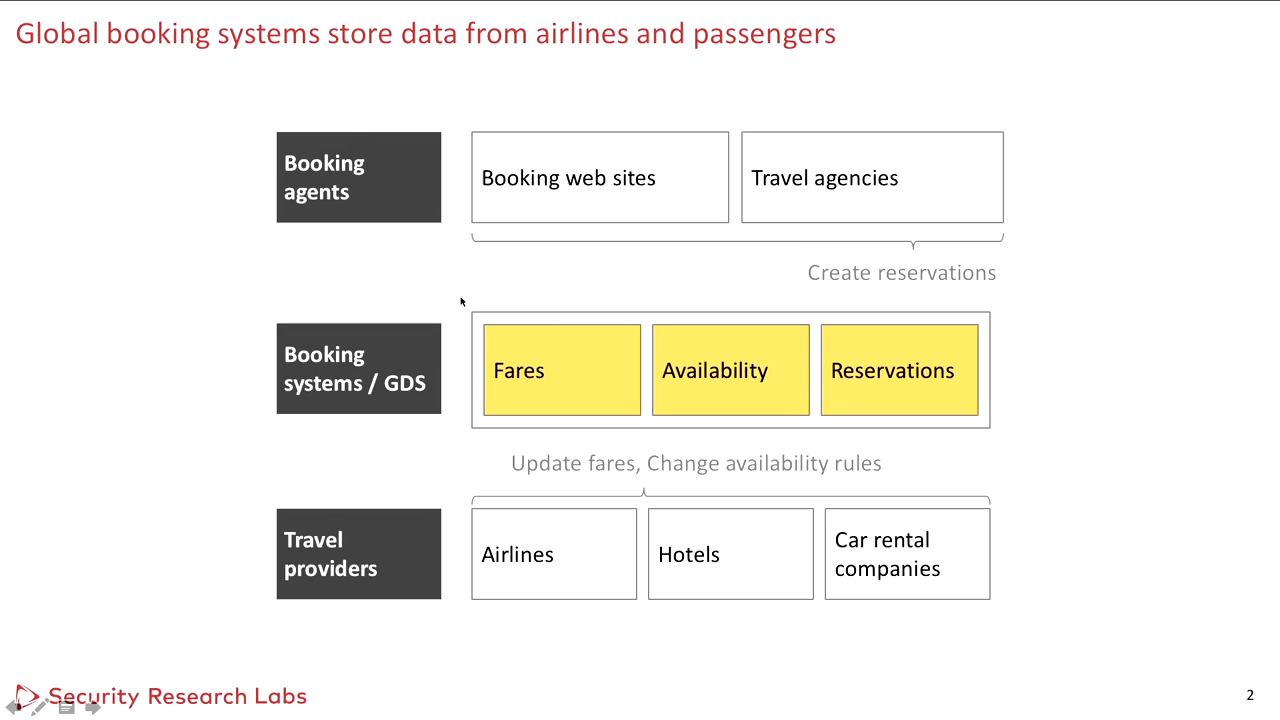 Global booking systems store data from airlines and passengers
Booking
agents
Booking web sites
Travel agencies
Create reservations
Booking
systems / GDS
Fares
Availability
Reservations
Update fares, Change availability rules
Travel
providers
Airlines
Hotels
Car rental
companies
Security Research Labs
2